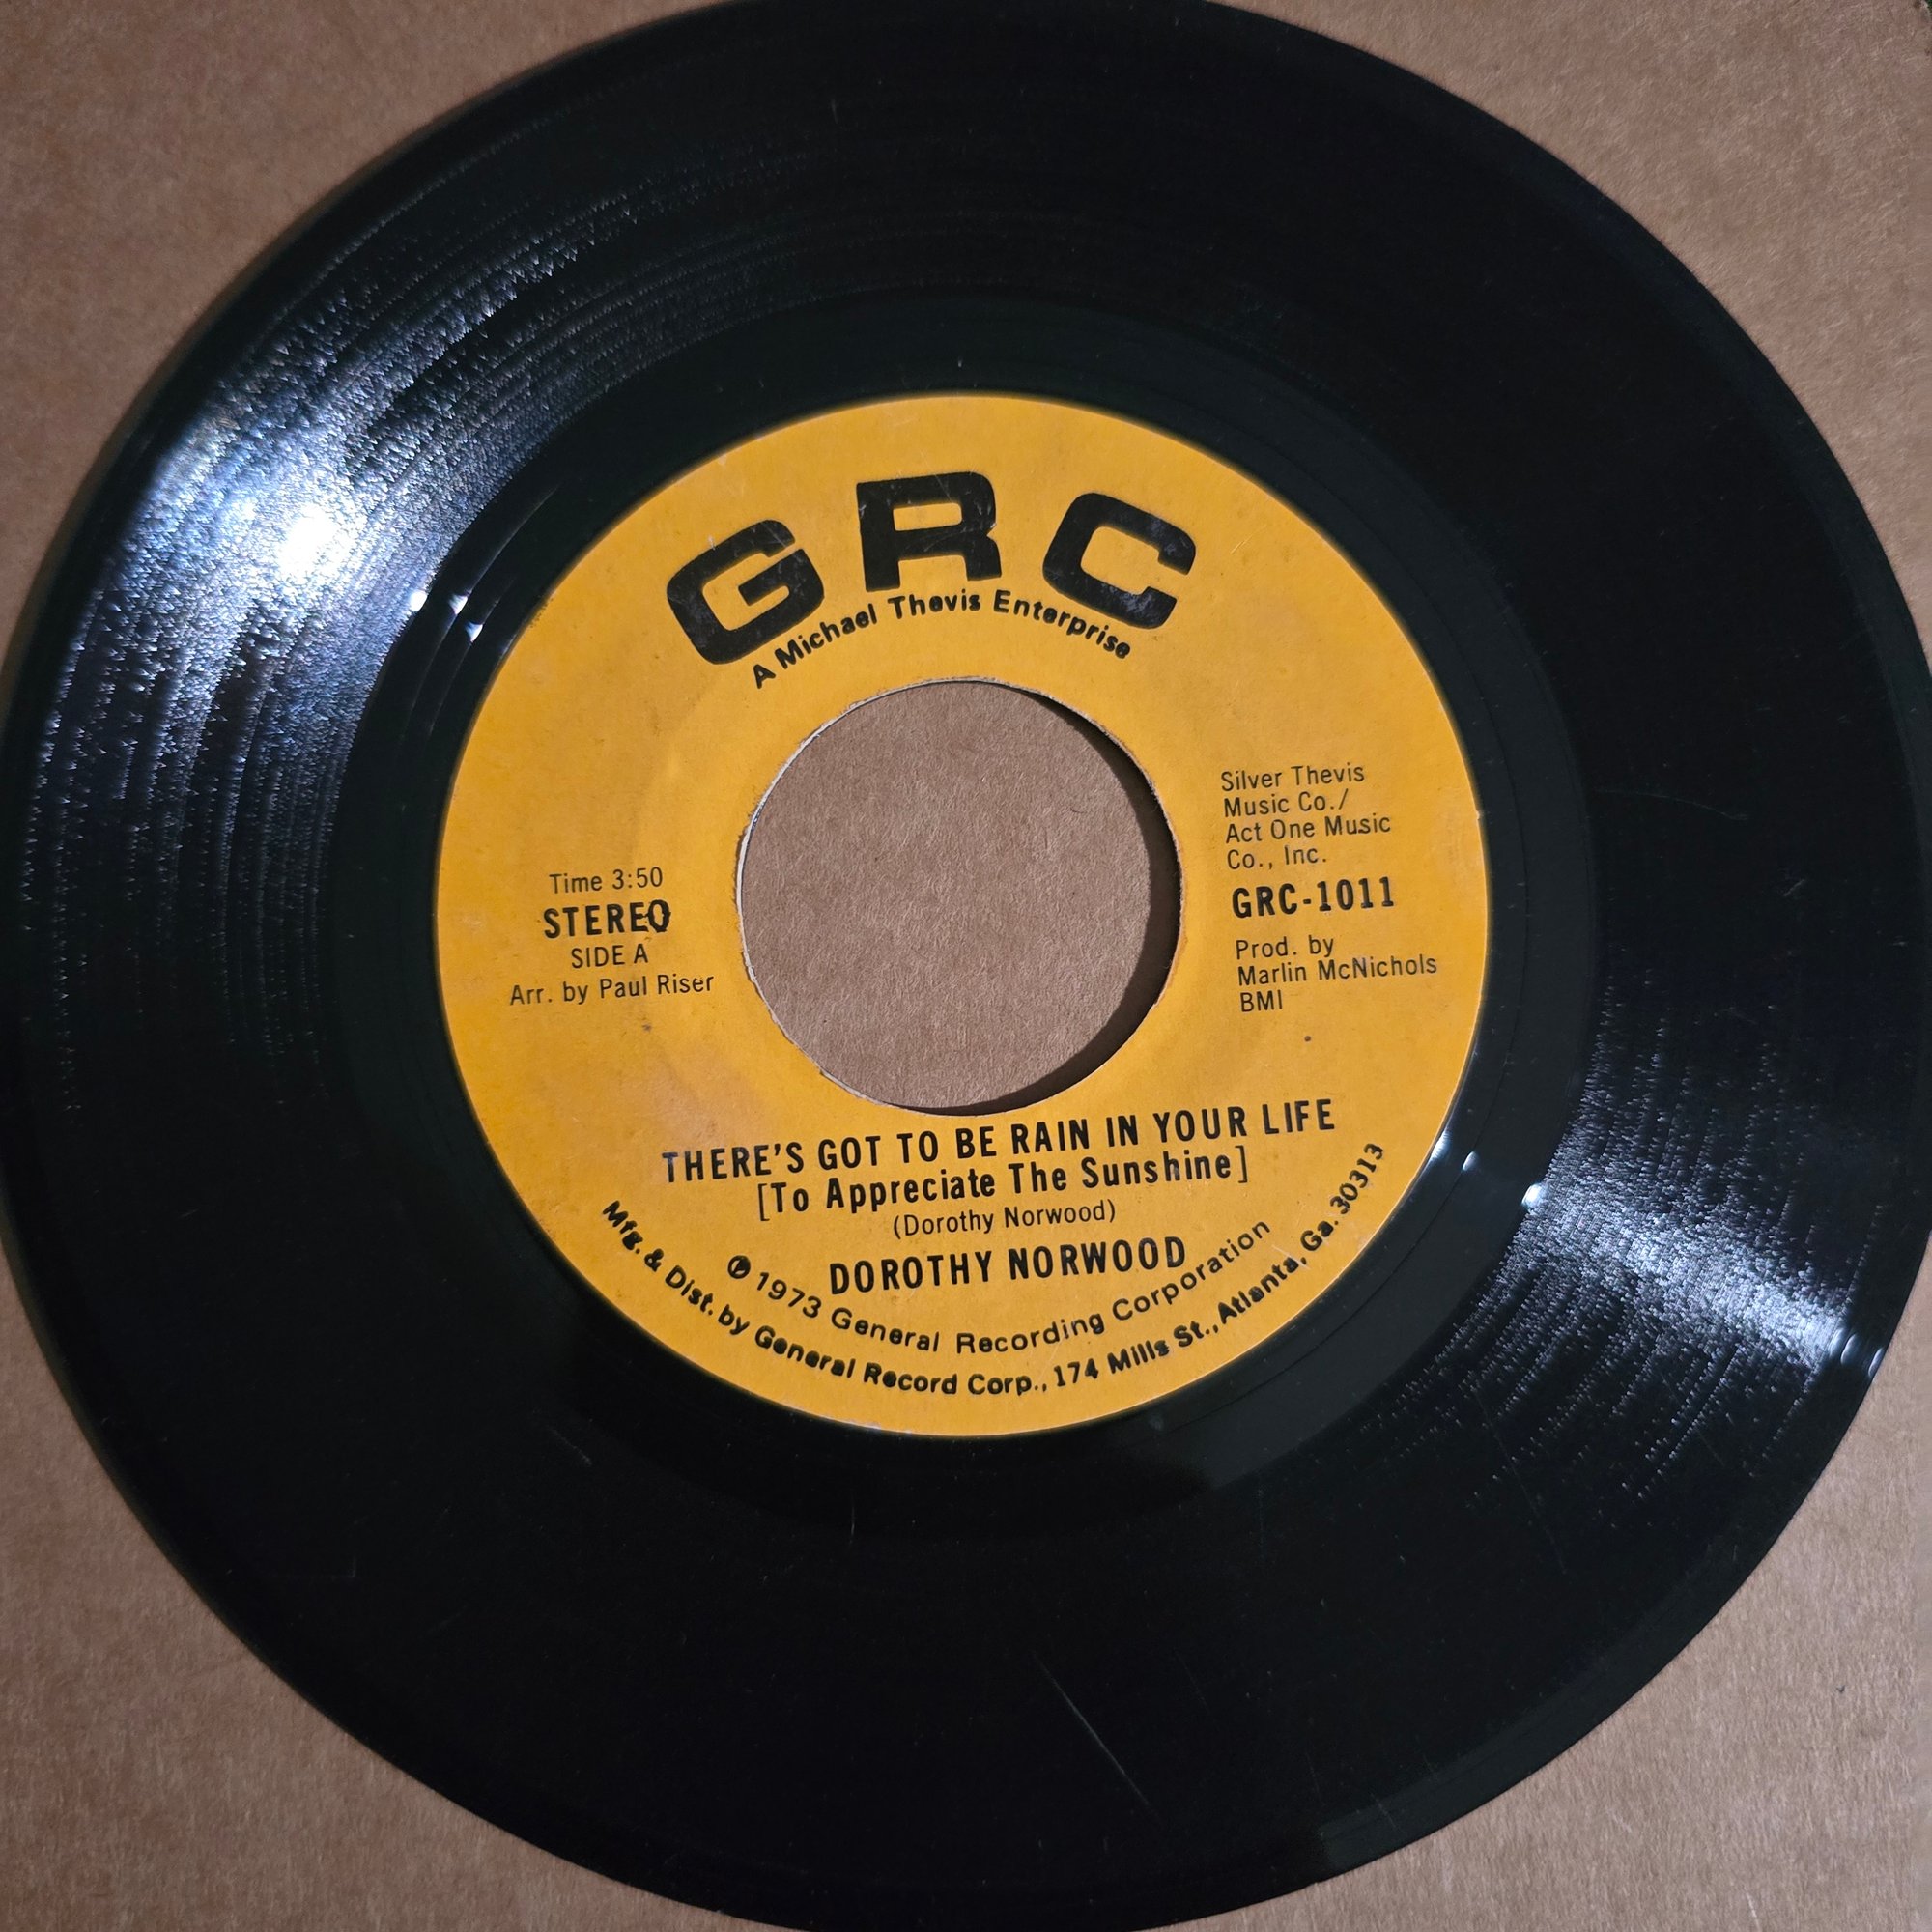 GRC
A Michael Thevis Enterprise
Time 3:50
STEREO
SIDE A
Arr. by Paul Riser
Silver Thevis
Music Co./
Act One Music
Co., Inc.
GRC-1011
Prod. by
Marlin McNichols
BMI
THERE'S GOT TO BE RAIN IN YOUR LIFE
[To Appreciate The Sunshine]
(Dorothy Norwood)
DOROTHY NORWOOD
℗ 1973 General Recording Corporation
Mfg. & Dist. by General Record Corp., 174 Mills St., Atlanta, Ga. 30313